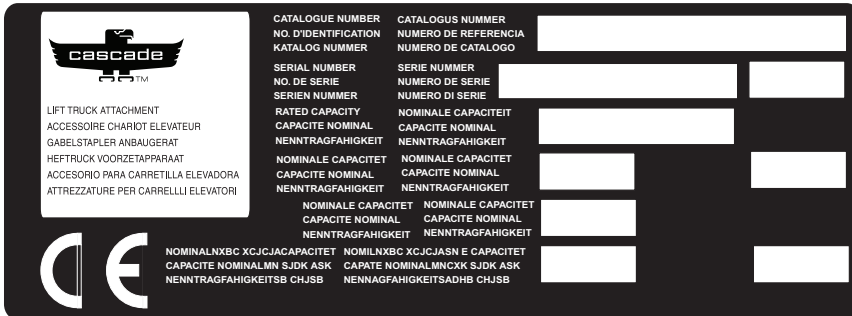 cascade
TM
LIFT TRUCK ATTACHMENT
ACCESSOIRE CHARIOT ELEVATEUR
GABELSTAPLER ANBAUGERAT
HEFTRUCK VOORZETAPPARAAT
ACCESORIO PARA CARRETILLA ELEVADORA
ATTREZZATURE PER CARRELLLI ELEVATORI
CATALOGUE NUMBER CATALOGUS NUMMER
NO. D'IDENTIFICATION NUMERO DE REFERENCIA
KATALOG NUMMER NUMERO DE CATALOGO
SERIAL NUMBER SERIE NUMMER
NO. DE SERIE NUMERO DE SERIE
SERIEN NUMMER NUMERO DI SERIE
RATED CAPACITY NOMINALE CAPACITEIT
CAPACITE NOMINAL CAPACITE NOMINAL
NENNTRAGFAHIGKEIT NENNTRAGFAHIGKEIT
NOMINALE CAPACITET NOMINALE CAPACITET
CAPACITE NOMINAL CAPACITE NOMINAL
NENNTRAGFAHIGKEIT NENNTRAGFAHIGKEIT
NOMINALE CAPACITET NOMINALE CAPACITET
CAPACITE NOMINAL CAPACITE NOMINAL
NENNTRAGFAHIGKEIT NENNTRAGFAHIGKEIT
CE
NOMINALNXBC XCJCJACAPACITET NOMILNXBC XCJCJASN E CAPACITET
CAPACITE NOMINALMN SJDK ASK CAPATE NOMINALMNCXK SJDK ASK
NENNTRAGFAHIGKEITSB CHJSB NENNAGFAHIGKEITSADHB CHJSB